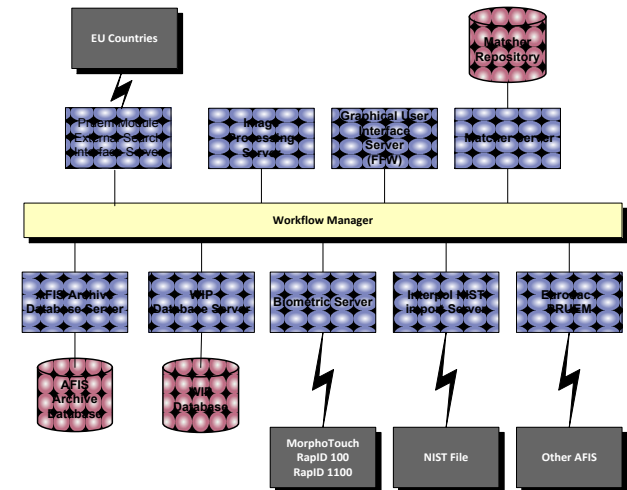 EU Countries
Matcher
Repository
Pruem Module
External Search
Interface Server
Image
Processing
Server
Graphical User
Interface
Server
(FFW)
Matcher Server
Workflow Manager
AFIS Archive
Database Server
WIP
Database Server
Biometric Server
Interpol NIST
import Server
Eurodac
PRUEM
AFIS
Archive
Database
WIP
Database
MorphoTouch
RapID 100
RapID 1100
NIST File
Other AFIS